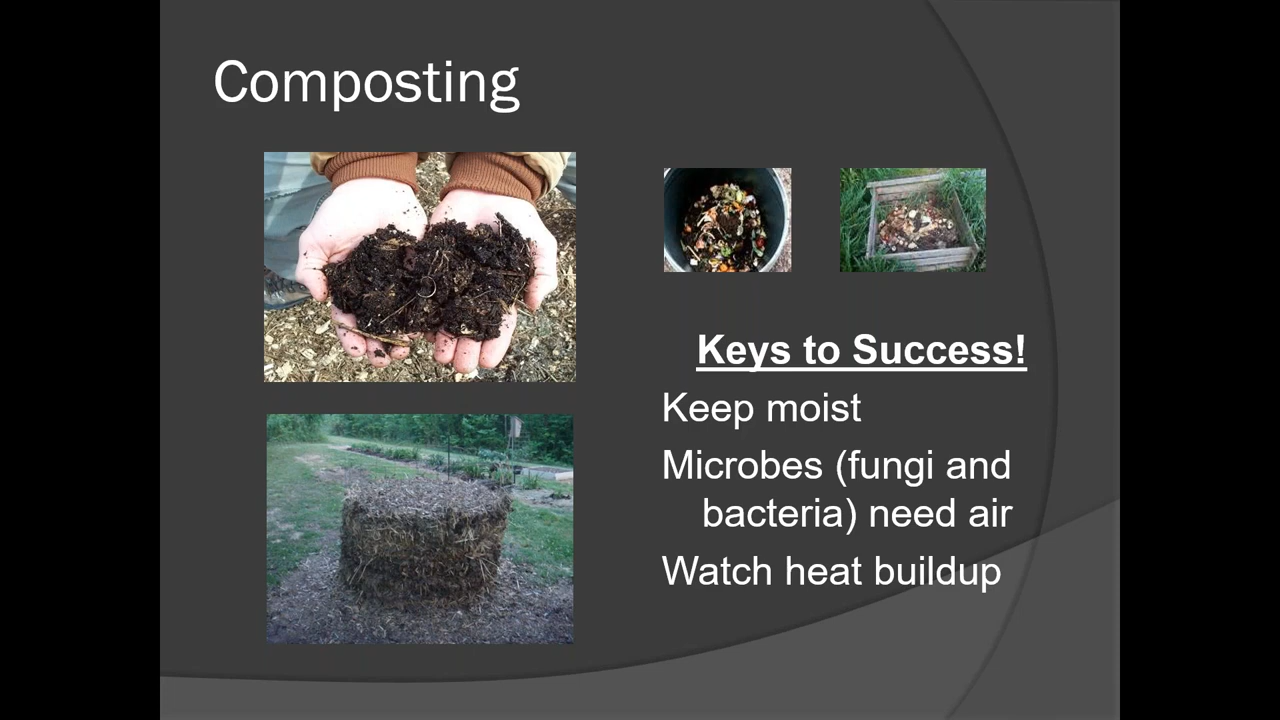 Composting
Keys to Success!
Keep moist
Microbes (fungi and
bacteria) need air
Watch heat buildup